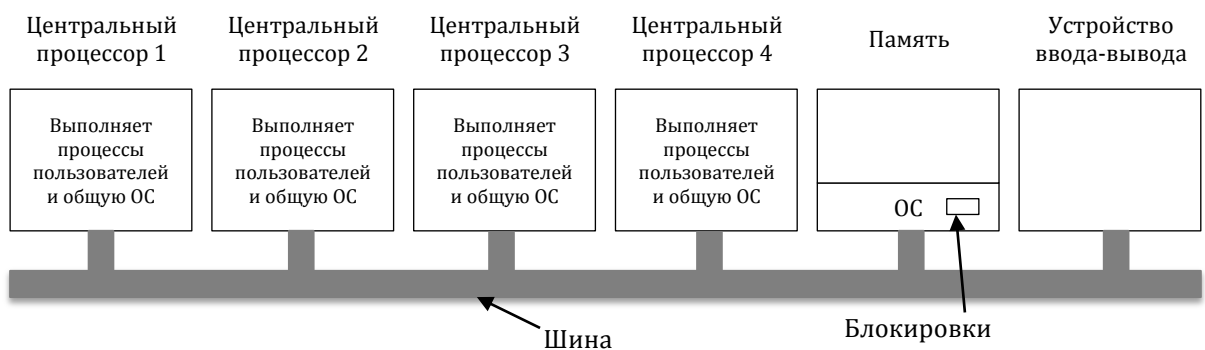 Центральный
процессор 1
Центральный
процессор 2
Центральный
процессор 3
Центральный
процессор 4
Память
Устройство
ввода-вывода
Выполняет
процессы
пользователей
и общую ОС
Выполняет
процессы
пользователей
и общую ОС
Выполняет
процессы
пользователей
и общую ОС
Выполняет
процессы
пользователей
и общую ОС
ОС
Шина
Блокировки